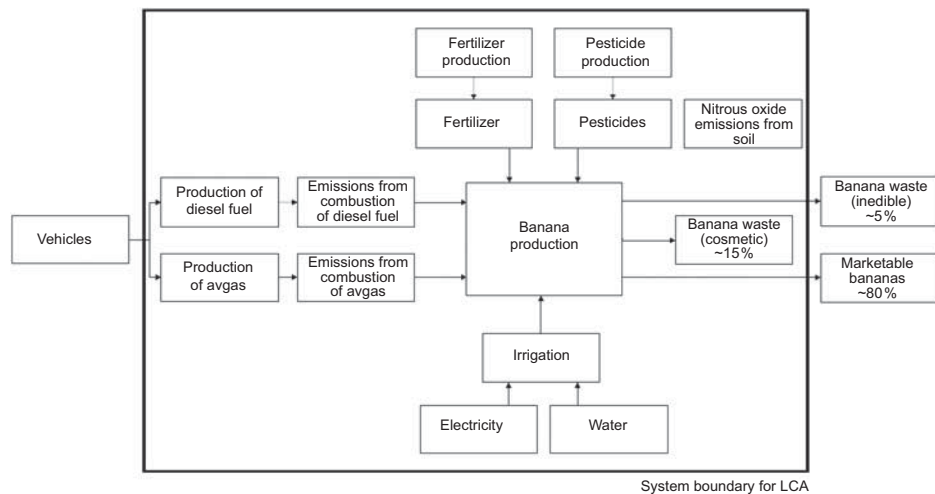 Fertilizer
production
Pesticide
production
Fertilizer
Pesticides
Nitrous oxide
emissions from
soil
Production of
diesel fuel
Emissions from
combustion
of diesel fuel
Banana waste
(inedible)
~5%
Vehicles
Banana
production
Banana waste
(cosmetic)
~15%
Production
of avgas
Emissions from
combustion
of avgas
Marketable
bananas
~80%
Irrigation
Electricity
Water
System boundary for LCA